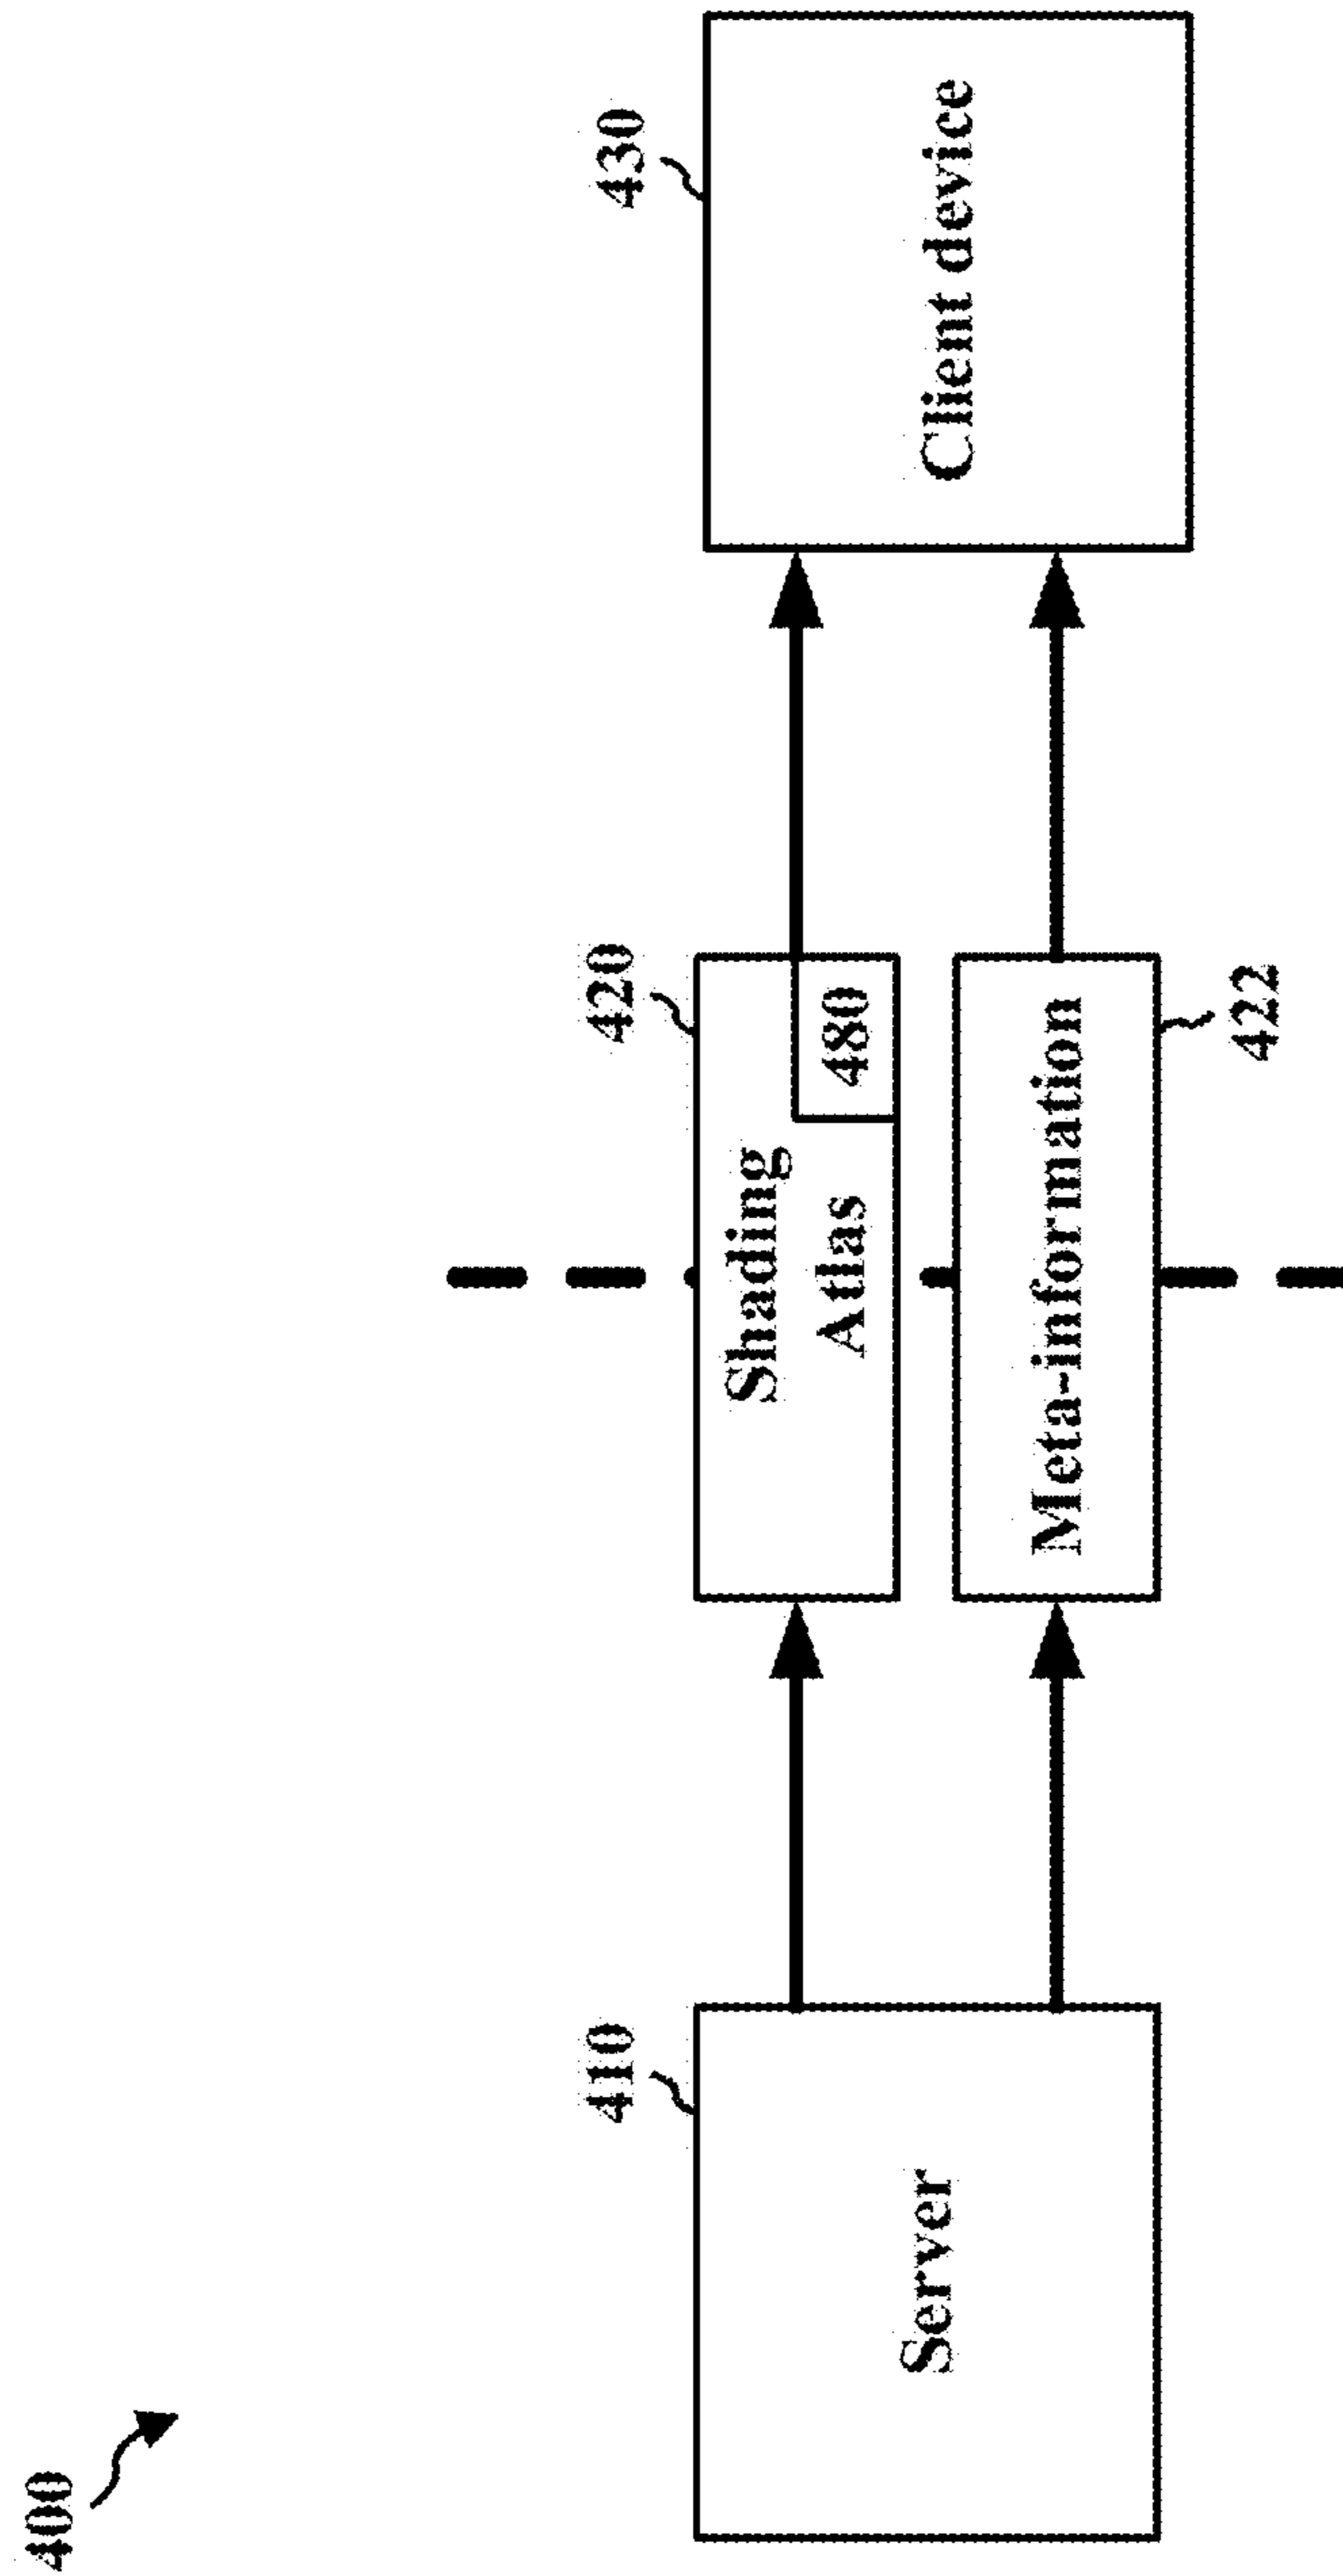 400
410
Server
420
Shading
Atlas
480
Meta-information
422
430
Client device